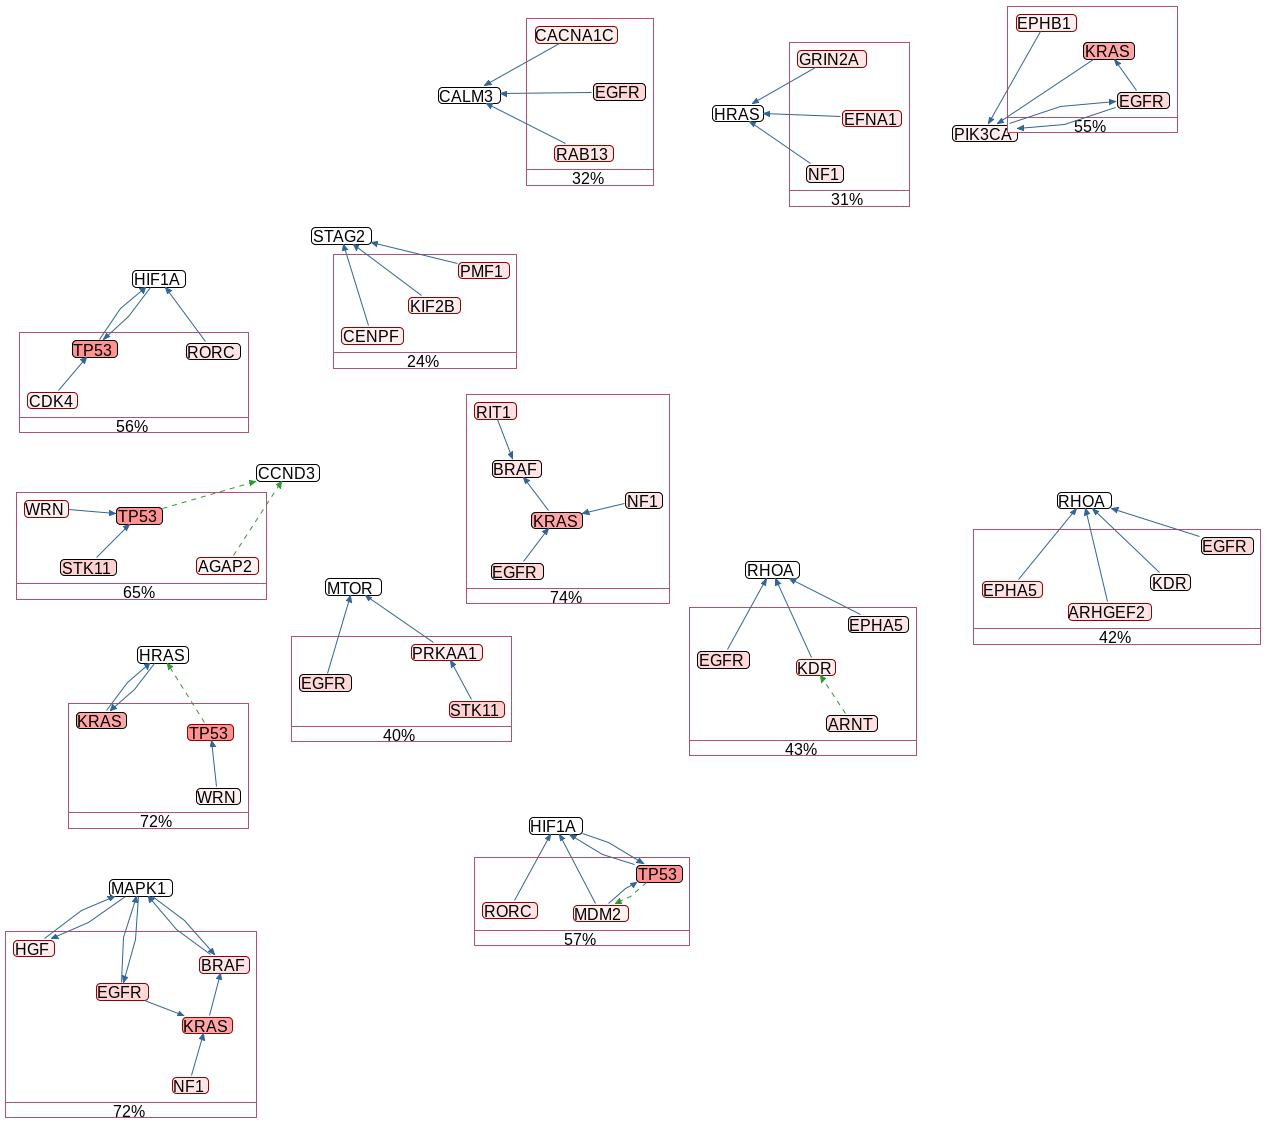 CACNA1C
CALM3
EGFR
RAB13
32%
GRIN2A
HRAS
EFNA1
NF1
31%
EPHB1
KRAS
EGFR
PIK3CA
55%
STAG2
PMF1
KIF2B
CENPF
24%
HIF1A
TP53
RORC
CDK4
56%
RIT1
BRAF
NF1
KRAS
EGFR
74%
CCND3
WRN
TP53
STK11
AGAP2
65%
MTOR
PRKAA1
EGFR
STK11
40%
RHOA
EPHA5
EGFR
KDR
ARNT
43%
RHOA
EGFR
EPHA5
KDR
ARHGEF2
42%
HRAS
KRAS
TP53
WRN
72%
HIF1A
TP53
RORC
MDM2
57%
MAPK1
HGF
BRAF
EGFR
KRAS
NF1
72%